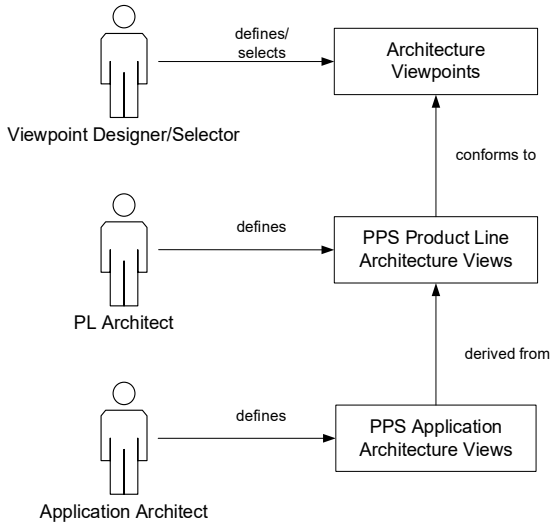 defines/
selects
Architecture
Viewpoints
Viewpoint Designer/Selector
conforms to
defines
PPS Product Line
Architecture Views
PL Architect
derived from
defines
PPS Application
Architecture Views
Application Architect